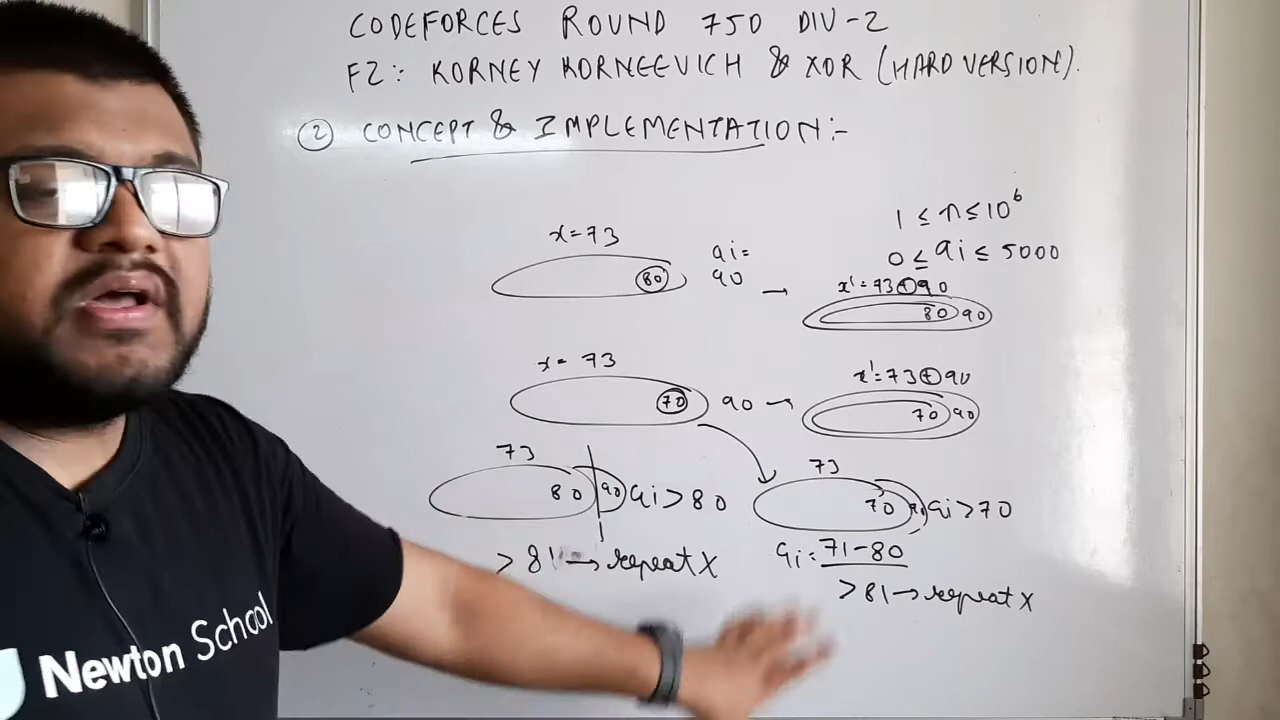 CODEFORCES ROUND 750 DIV-2
F2:- KORNEY KORNEEVICH & XOR (HARD VERSION).
② CONCEPT & IMPLEMENTATION:-
1 ≤ n ≤ 10⁶
0 ≤ ai ≤ 5000
x=73
80
ai=
90 →
x'=73⊕90
80 90
x=73
70
90 →
x'=73⊕90
70 90
73
80 90 ai>80
>81 → repeat X
73
70 ai>70
ai=71-80
>81→repeat X
Newton School